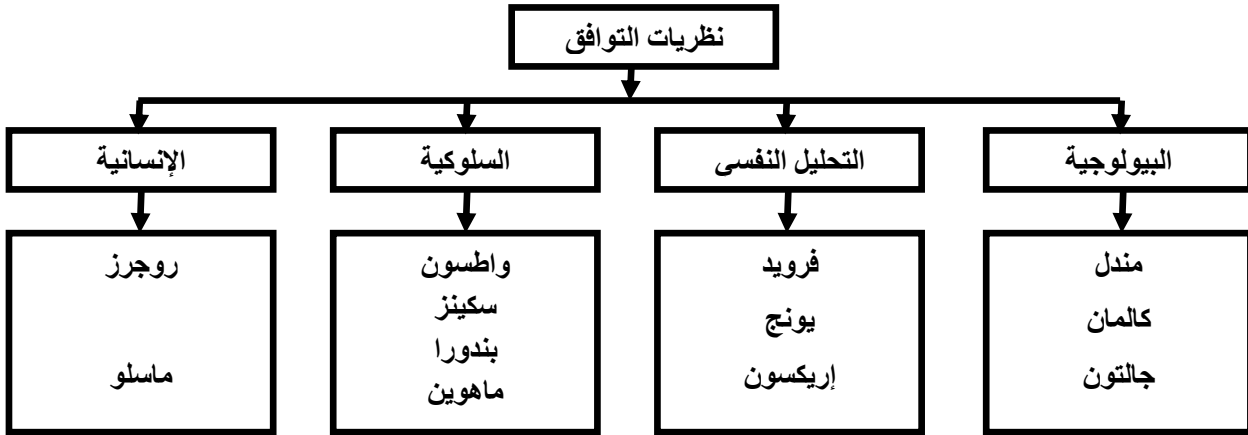 نظريات التوافق
البيولوجية
التحليل النفسى
السلوكية
الإنسانية
مندل
كالمان
جالتون
فرويد
يونج
إريكسون
واطسون
سكينز
بندورا
ماهوين
روجرز
ماسلو